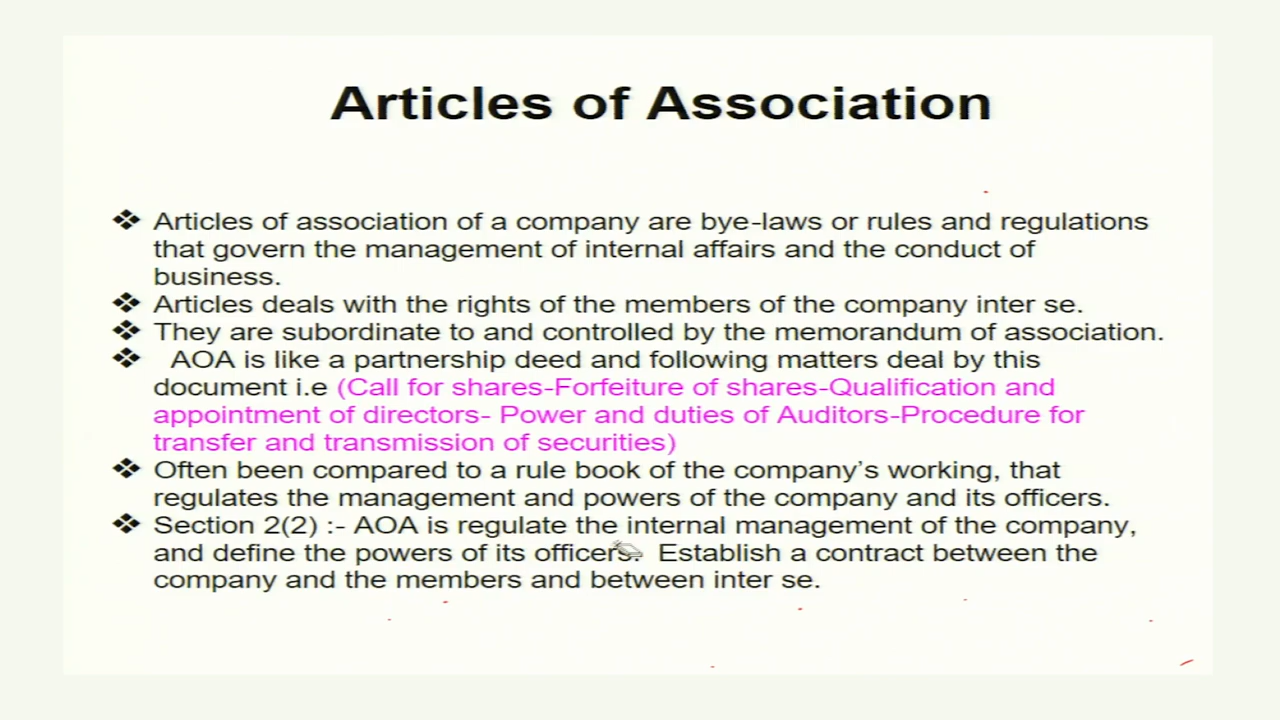 Articles of Association
❖ Articles of association of a company are bye-laws or rules and regulations
that govern the management of internal affairs and the conduct of
business.
❖ Articles deals with the rights of the members of the company inter se.
❖ They are subordinate to and controlled by the memorandum of association.
❖ AOA is like a partnership deed and following matters deal by this
document i.e (Call for shares-Forfeiture of shares-Qualification and
appointment of directors- Power and duties of Auditors-Procedure for
transfer and transmission of securities)
❖ Often been compared to a rule book of the company's working, that
regulates the management and powers of the company and its officers.
❖ Section 2(2) :- AOA is regulate the internal management of the company,
and define the powers of its officers. Establish a contract between the
company and the members and between inter se.